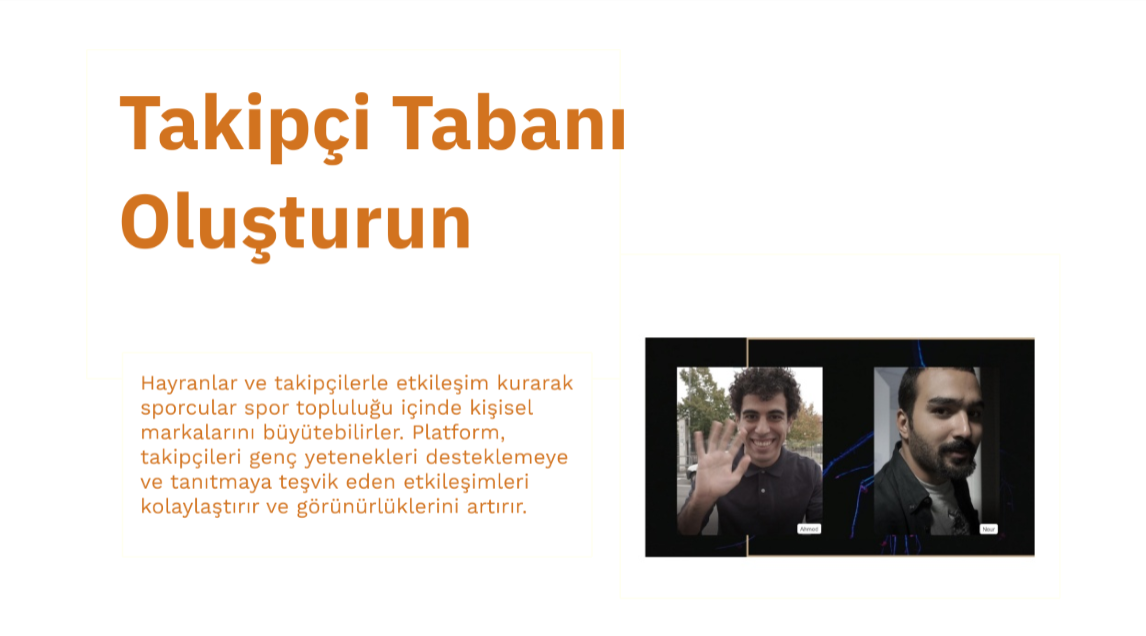 Takipçi Tabanı
Oluşturun
Hayranlar ve takipçilerle etkileşim kurarak
sporcular spor topluluğu içinde kişisel
markalarını büyütebilirler. Platform,
takipçileri genç yetenekleri desteklemeye
ve tanıtmaya teşvik eden etkileşimleri
kolaylaştırır ve görünürlüklerini artırır.
Ahmed
Nour